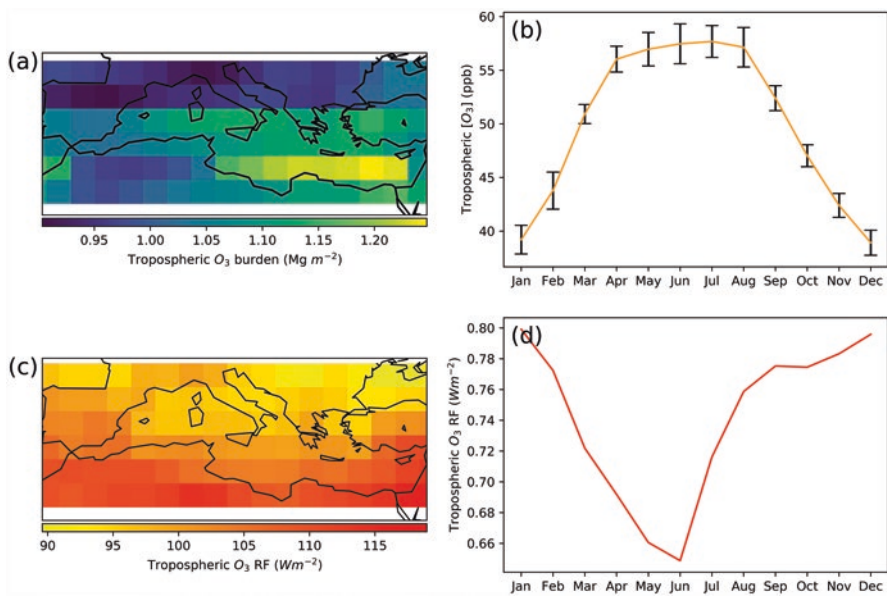 (a)
0.95 1.00 1.05 1.10 1.15 1.20
Tropospheric O₃ burden (Mg m⁻²)
(b)
60
55
50
45
40
Tropospheric [O₃] (ppb)
Jan Feb Mar Apr May Jun Jul Aug Sep Oct Nov Dec
(c)
90 95 100 105 110 115
Tropospheric O₃ RF (Wm⁻²)
(d)
0.80
0.78
0.76
0.74
0.72
0.70
0.68
0.66
Tropospheric O₃ RF (Wm⁻²)
Jan Feb Mar Apr May Jun Jul Aug Sep Oct Nov Dec